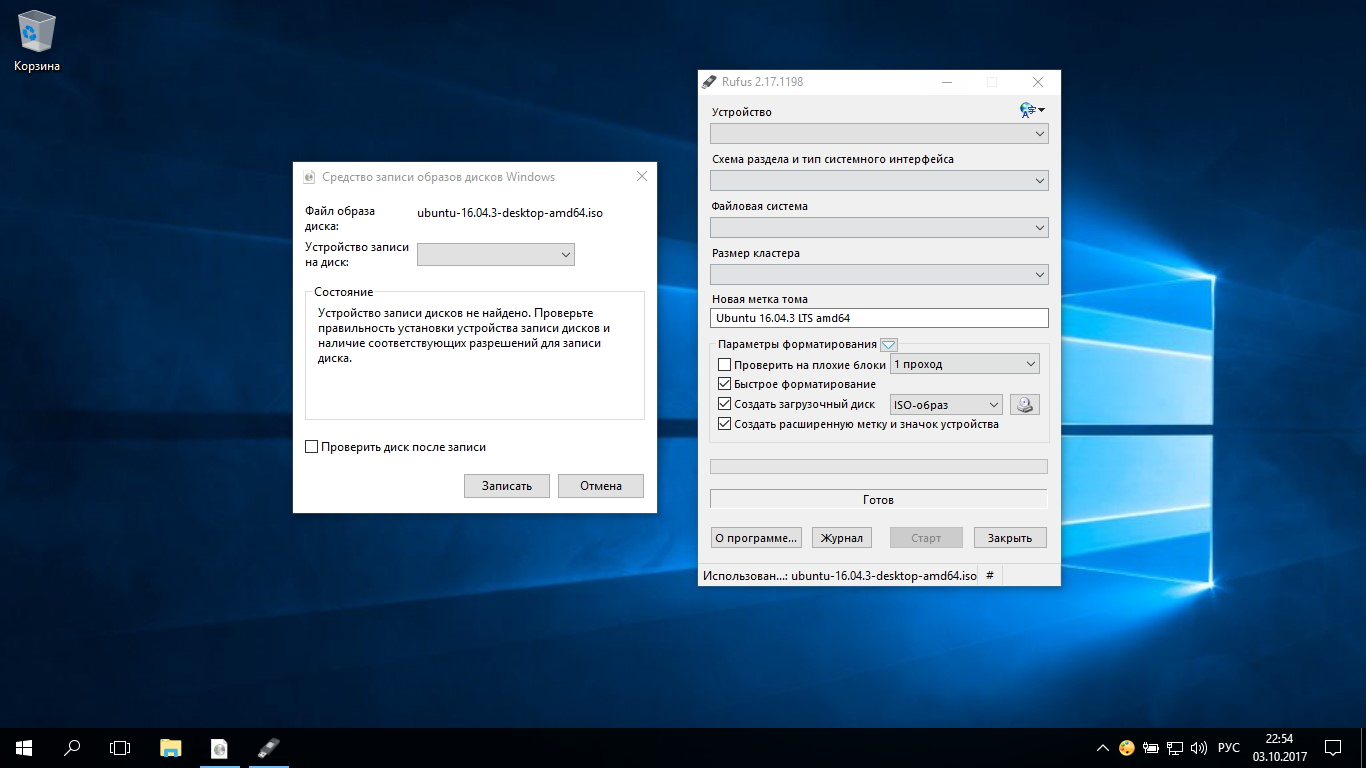 Корзина
Средство записи образов дисков Windows
Файл образа
диска:
ubuntu-16.04.3-desktop-amd64.iso
Устройство записи
на диск:
Состояние
Устройство записи дисков не найдено. Проверьте
правильность установки устройства записи дисков и
наличие соответствующих разрешений для записи
диска.
Проверить диск после записи
Записать
Отмена
Rufus 2.17.1198
Устройство
Схема раздела и тип системного интерфейса
Файловая система
Размер кластера
Новая метка тома
Ubuntu 16.04.3 LTS amd64
Параметры форматирования
Проверить на плохие блоки
1 проход
Быстрое форматирование
Создать загрузочный диск
ISO-образ
Создать расширенную метку и значок устройства
Готов
О программе...
Журнал
Старт
Закрыть
Использован...: ubuntu-16.04.3-desktop-amd64.iso
#
РУС
22:54
03.10.2017